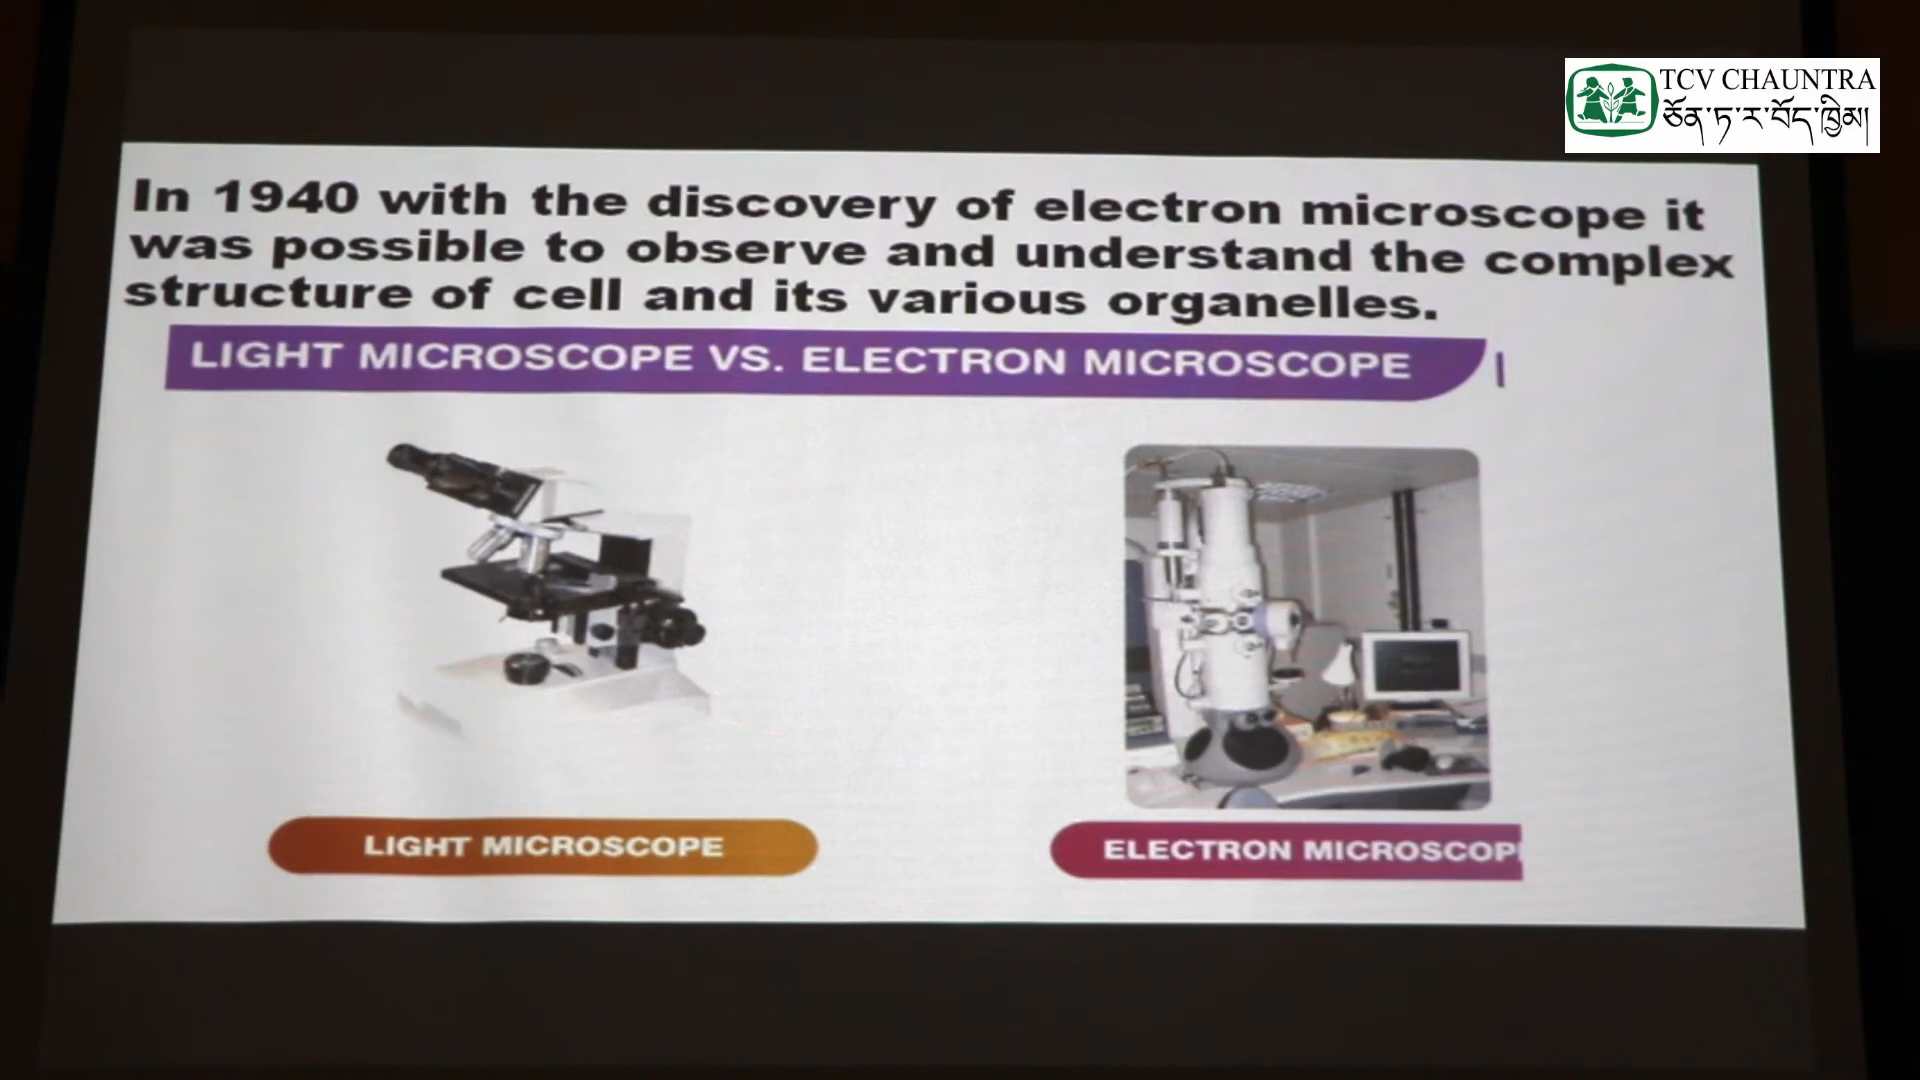 TCV CHAUNTRA
ཅོན་ཏ་ར་བོད་ཁྱིམ།
In 1940 with the discovery of electron microscope it
was possible to observe and understand the complex
structure of cell and its various organelles.
LIGHT MICROSCOPE VS. ELECTRON MICROSCOPE
LIGHT MICROSCOPE
ELECTRON MICROSCOP